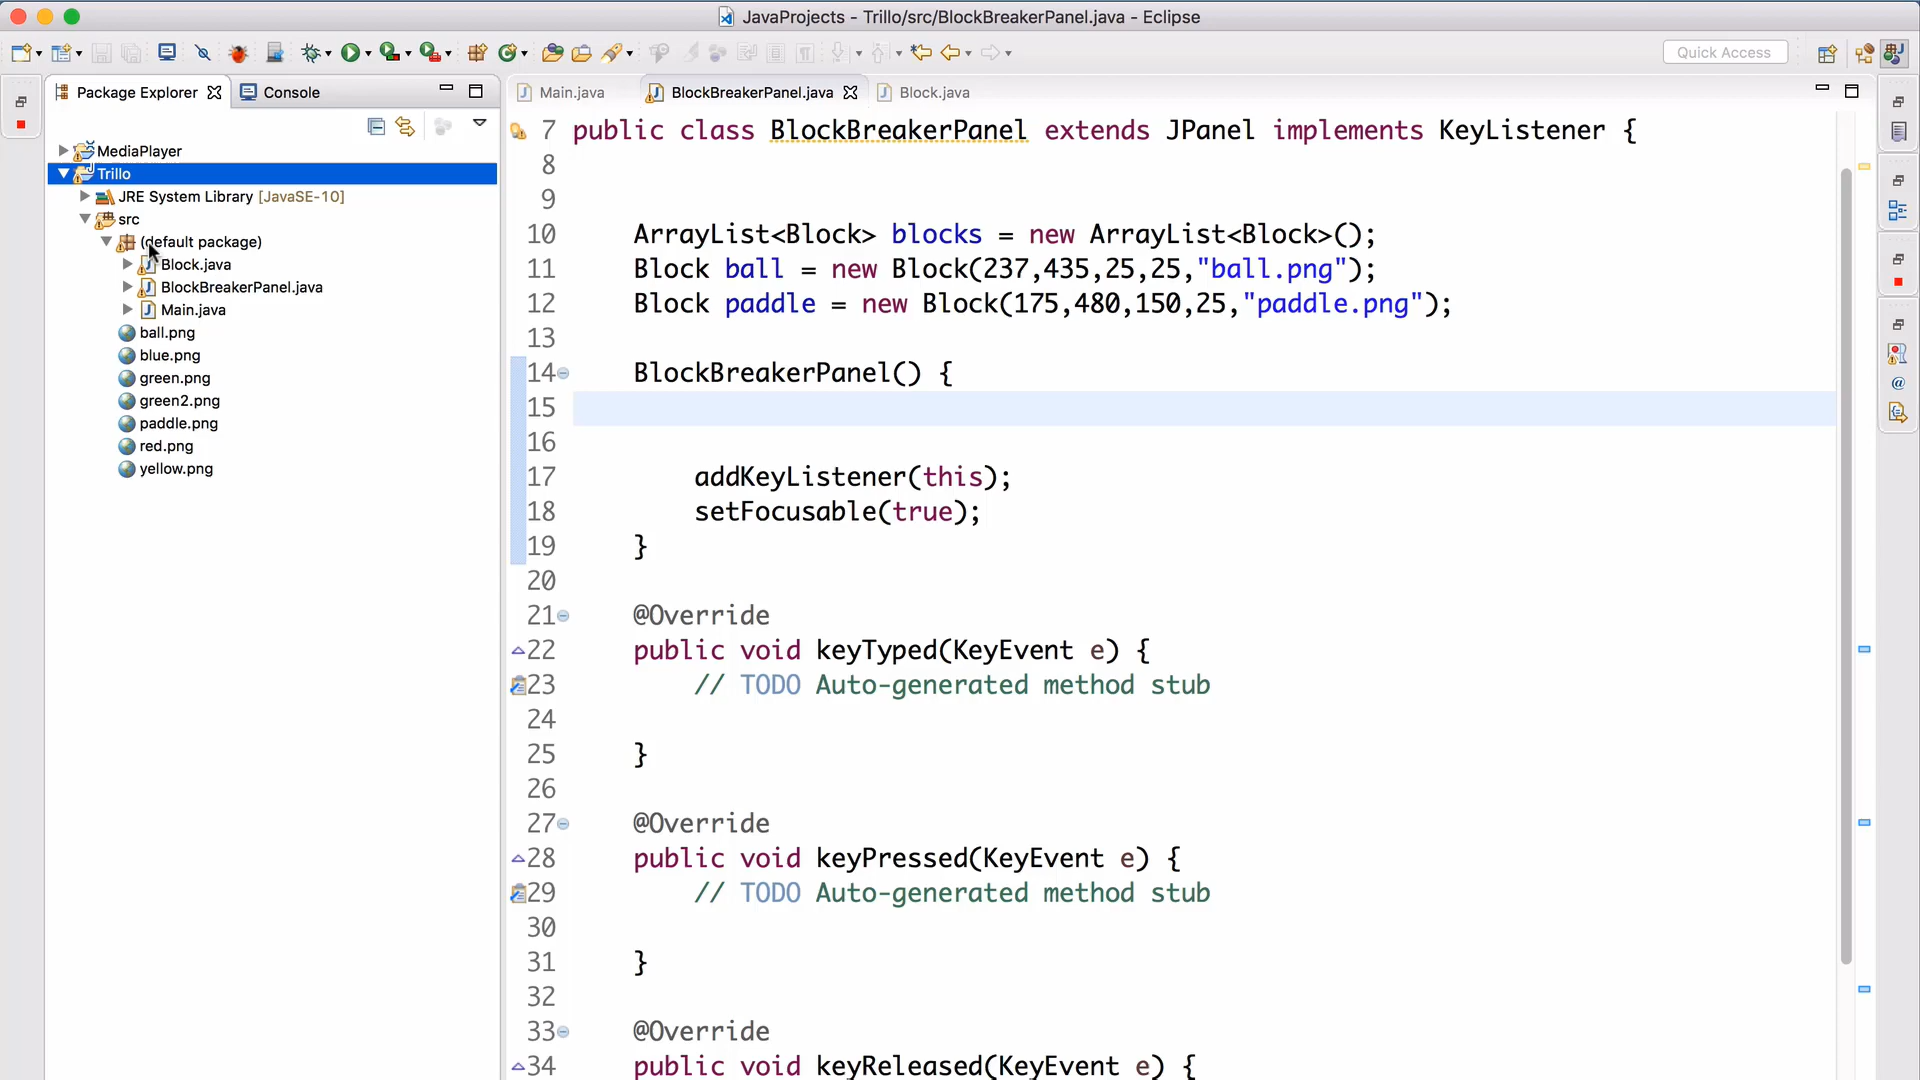 JavaProjects - Trillo/src/BlockBreakerPanel.java - Eclipse
Quick Access
Package Explorer
Console
MediaPlayer
Trillo
JRE System Library [JavaSE-10]
src
(default package)
Block.java
BlockBreakerPanel.java
Main.java
ball.png
blue.png
green.png
green2.png
paddle.png
red.png
yellow.png
Main.java
BlockBreakerPanel.java
Block.java
7 public class BlockBreakerPanel extends JPanel implements KeyListener {
8
9
10 ArrayList<Block> blocks = new ArrayList<Block>();
11 Block ball = new Block(237,435,25,25,"ball.png");
12 Block paddle = new Block(175,480,150,25,"paddle.png");
13
14 BlockBreakerPanel() {
15
16
17 addKeyListener(this);
18 setFocusable(true);
19 }
20
21 @Override
22 public void keyTyped(KeyEvent e) {
23 // TODO Auto-generated method stub
24
25 }
26
27 @Override
28 public void keyPressed(KeyEvent e) {
29 // TODO Auto-generated method stub
30
31 }
32
33 @Override
34 public void keyReleased(KeyEvent e) {